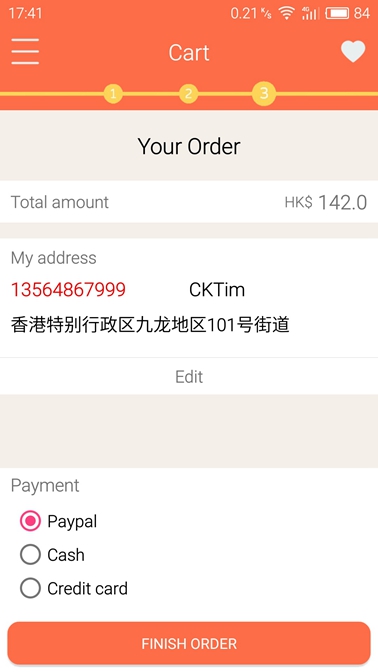 17:41 0.21 K/s 4G 84
Cart
1 2 3
Your Order
Total amount HK$ 142.0
My address
13564867999 CKTim
香港特别行政区九龙地区101号街道
Edit
Payment
Paypal
Cash
Credit card
FINISH ORDER